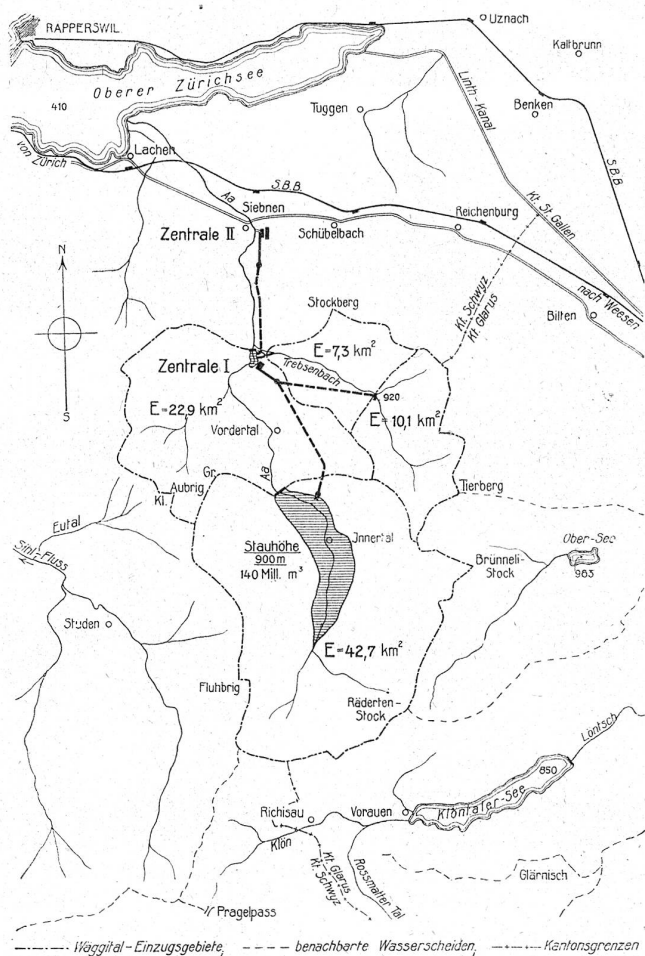 RAPPERSWIL
Uznach
Kaltbrunn
Oberer Zürichsee
410
Linth-Kanal
Tuggen
Benken
von Zürich
Lachen
S.B.B.
S.B.B.
Aa
Siebnen
Kt. St. Gallen
Reichenburg
Zentrale II
Schübelbach
N
nach Weesen
Kt. Schwyz
Kt. Glarus
Stockberg
Bilten
E=7,3 km²
Zentrale I
Trebsenbach
S
920
E=22,9 km²
E=10,1 km²
Vordertal
Aa
Gr.
Aubrig
Kl.
Tierberg
Eutal
Sihl-Fluss
Stauhöhe
900 m
140 Mill. m³
Innertal
Ober-See
983
Brünneli-
Stock
Studen
E=42,7 km²
Fluhbrig
Räderten-
Stock
Löntsch
850
Klöntaler-See
Richisau
Vorauen
Klön
Kt. Glarus
Kt. Schwyz
Rossmatter Tal
Glärnisch
Pragelpass
Wäggital-Einzugsgebiete, benachbarte Wasserscheiden, Kantonsgrenzen